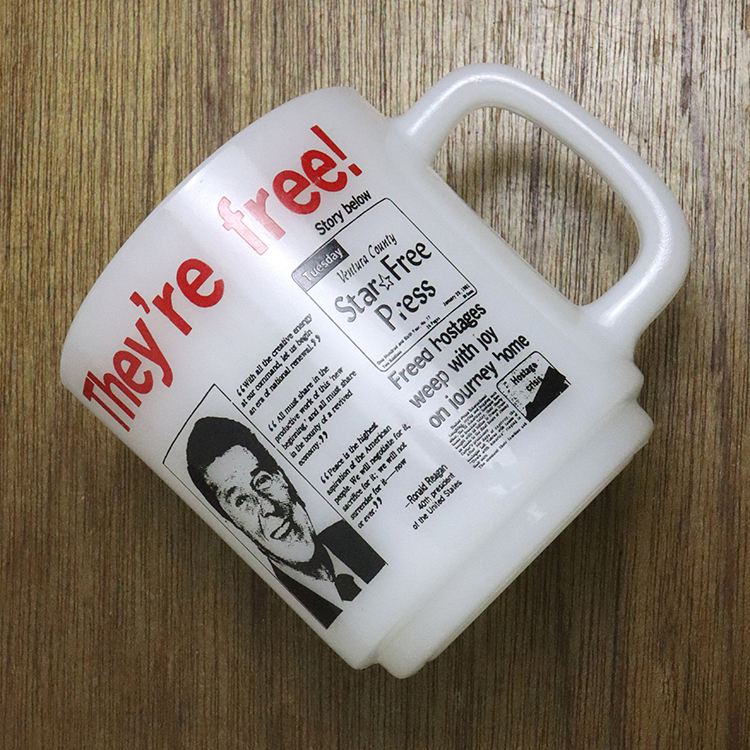 They're free!
Story below
Tuesday
Ventura County
Star☆Free
Press
January 20, 1981
Freed hostages
weep with joy
on journey home
Hostage
crisis
“With all the creative energy
at our command, let us begin
an era of national renewal.”
“All must share in the
productive work of this 'new
beginning,' and all must share
in the bounty of a revived
economy.”
“Peace is the highest
aspiration of the American
people. We will negotiate for it,
sacrifice for it; we will not
surrender for it—now
or ever.”
—Ronald Reagan
40th president
of the United States